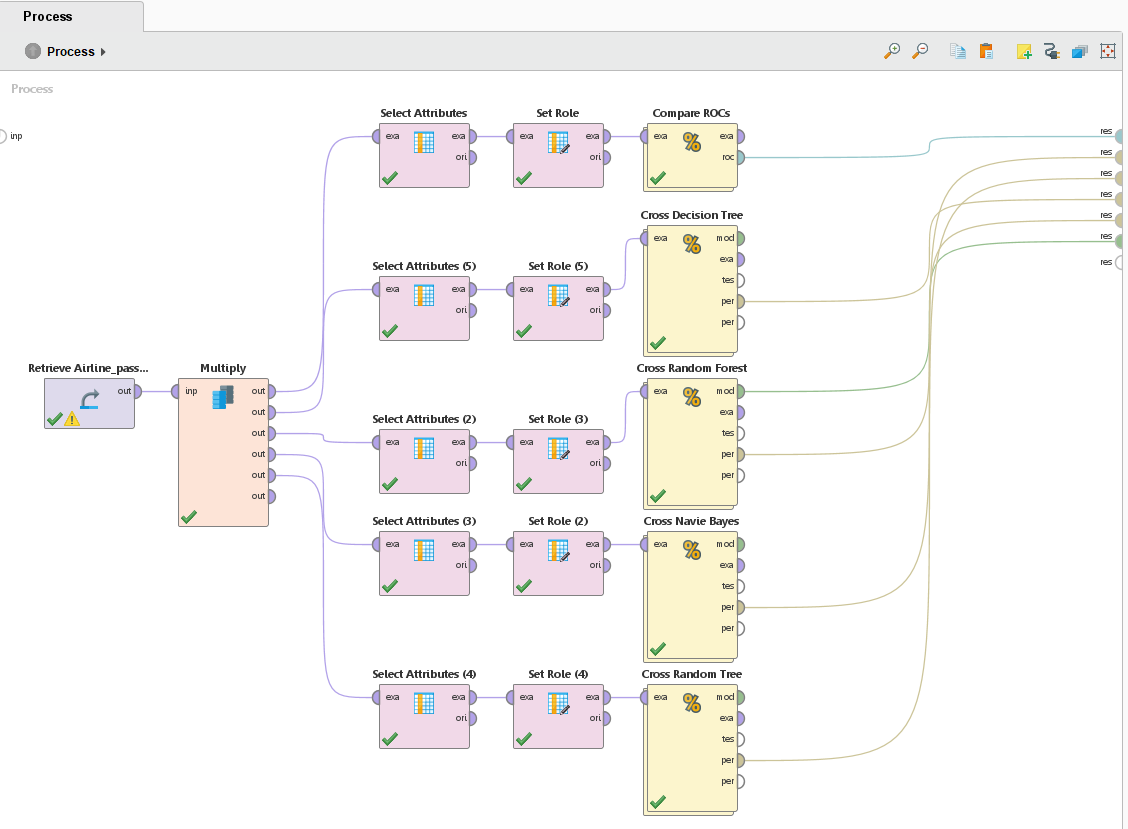 Process
Process
Process
inp
Select Attributes
exa exa
ori
Set Role
exa exa
ori
Compare ROCs
exa exa
roc
res
res
res
res
res
res
res
Cross Decision Tree
exa mod
exa
tes
per
per
Select Attributes (5)
exa exa
ori
Set Role (5)
exa exa
ori
Retrieve Airline_pass...
out
Multiply
inp out
out
out
out
out
out
Cross Random Forest
exa mod
exa
tes
per
per
Select Attributes (2)
exa exa
ori
Set Role (3)
exa exa
ori
Select Attributes (3)
exa exa
ori
Set Role (2)
exa exa
ori
Cross Navie Bayes
exa mod
exa
tes
per
per
Select Attributes (4)
exa exa
ori
Set Role (4)
exa exa
ori
Cross Random Tree
exa mod
exa
tes
per
per